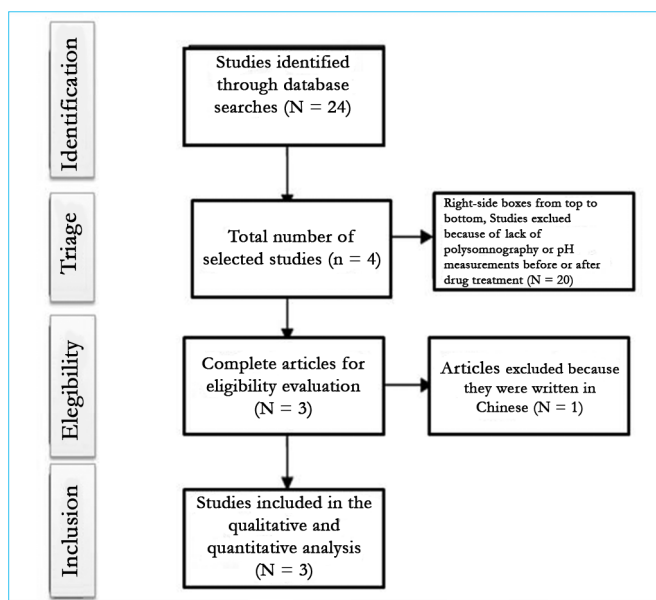 Identification
Studies identified
through database
searches (N = 24)
Triage
Total number of
selected studies (n = 4)
Right-side boxes from top to
bottom, Studies exclued
because of lack of
polysomnography or pH
measurements before or after
drug treatment (N = 20)
Elegibility
Complete articles for
eligibility evaluation
(N = 3)
Articles excluded because
they were written in
Chinese (N = 1)
Inclusion
Studies included in the
qualitative and
quantitative analysis
(N = 3)